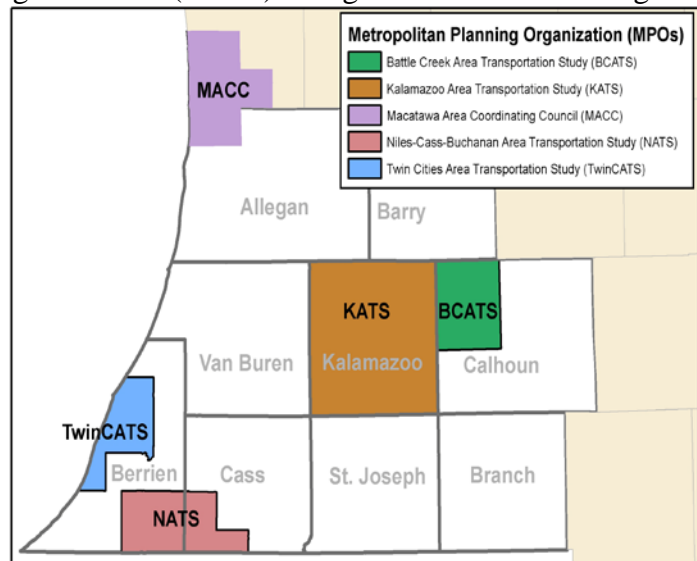 Metropolitan Planning Organization (MPOs)
Battle Creek Area Transportation Study (BCATS)
Kalamazoo Area Transportation Study (KATS)
Macatawa Area Coordinating Council (MACC)
Niles-Cass-Buchanan Area Transportation Study (NATS)
Twin Cities Area Transportation Study (TwinCATS)
MACC
Allegan
Barry
KATS
BCATS
Van Buren
Kalamazoo
Calhoun
TwinCATS
Berrien
Cass
St. Joseph
Branch
NATS